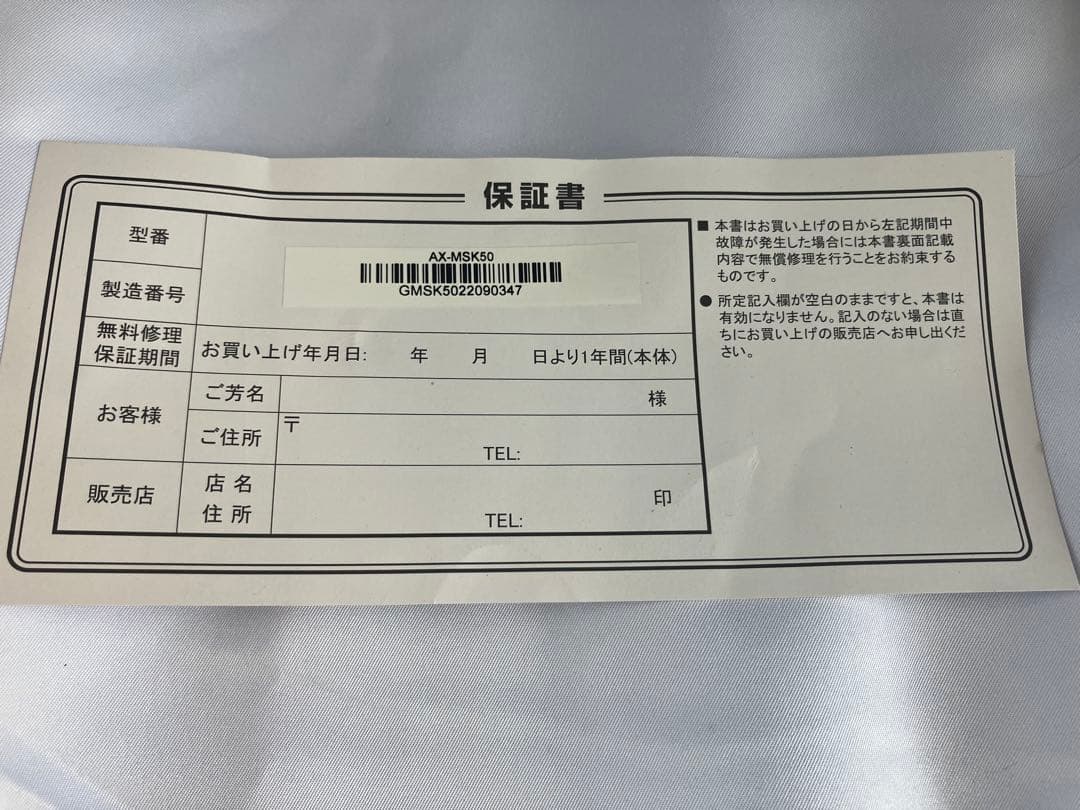 保証書
型番
製造番号
AX-MSK50
GMSK5022090347
無料修理
保証期間
お買い上げ年月日: 年 月 日より1年間(本体)
お客様
ご芳名
様
ご住所
〒
TEL:
販売店
店 名
住 所
印
TEL:
■ 本書はお買い上げの日から左記期間中
故障が発生した場合には本書裏面記載
内容で無償修理を行うことをお約束する
ものです。
● 所定記入欄が空白のままですと、本書は
有効になりません。記入のない場合は直
ちにお買い上げの販売店へお申し出くだ
さい。